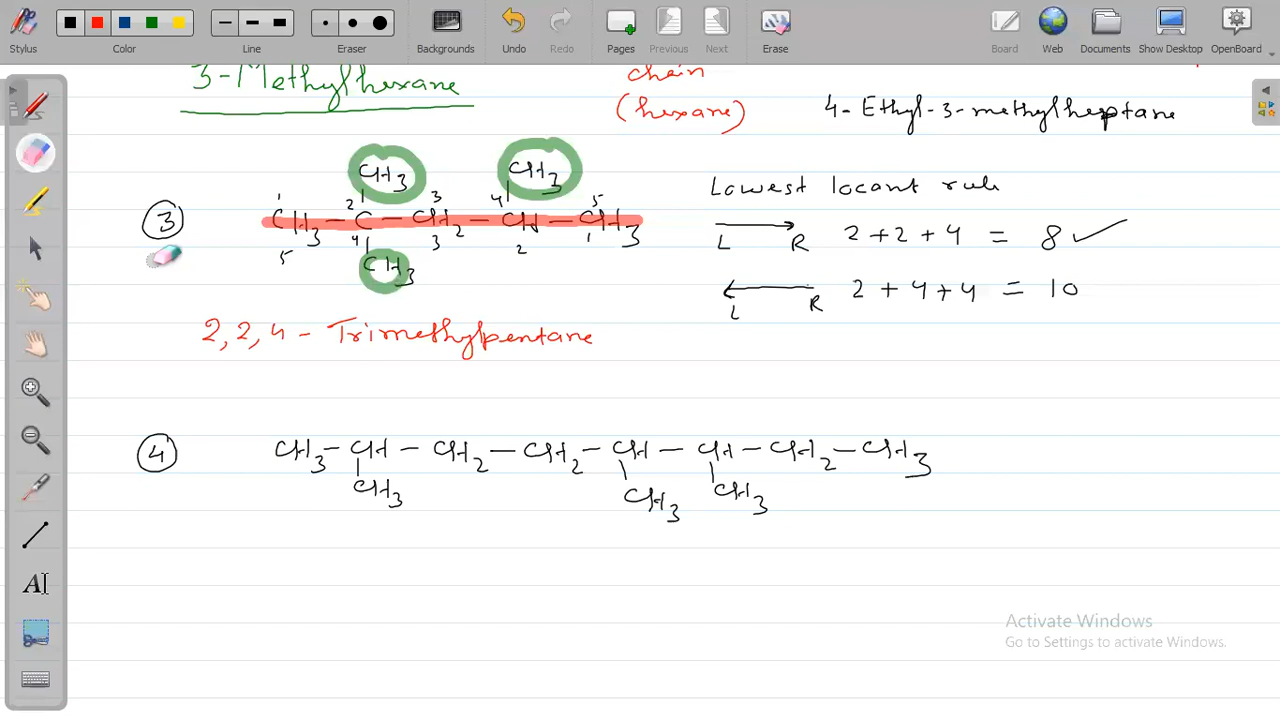 Stylus Color Line Eraser Backgrounds Undo Redo Pages Previous Next Erase Board Web Documents Show Desktop OpenBoard
3-Methylhexane
chain
(hexane)
4-Ethyl-3-methylheptane
CH3 CH3
Lowest locant rule
1 2 3 4 5
③ CH3 - C - CH2 - CH - CH3
5 4 3 2 1
CH3
L → R 2+2+4 = 8 ✓
L ← R 2+4+4 = 10
2,2,4 - Trimethylpentane
④ CH3 - CH - CH2 - CH2 - CH - CH - CH2 - CH3
CH3 CH3 CH3
Activate Windows
Go to Settings to activate Windows.